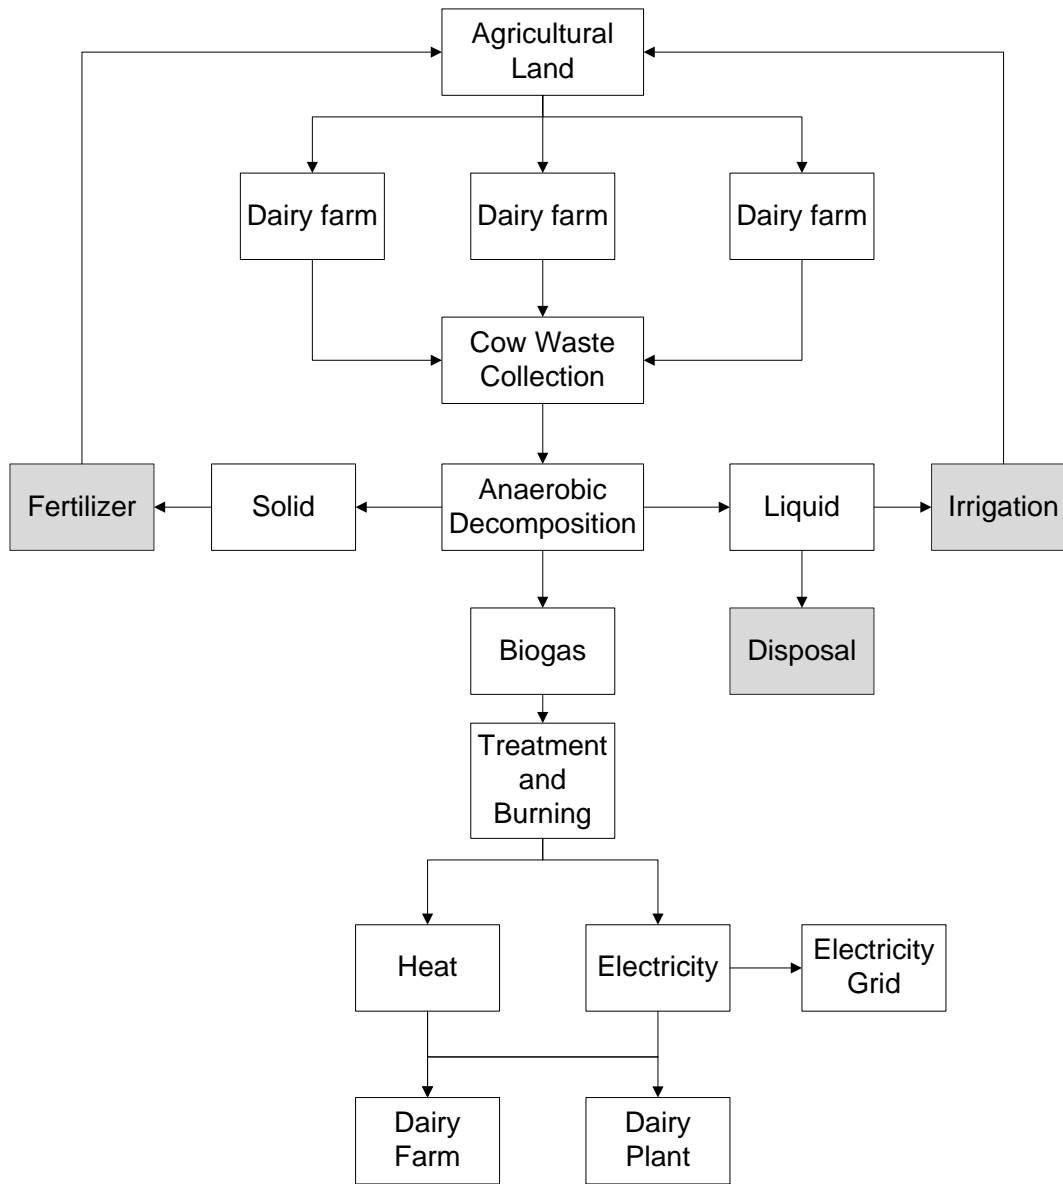 Agricultural
Land
Dairy farm
Dairy farm
Dairy farm
Cow Waste
Collection
Fertilizer
Solid
Anaerobic
Decomposition
Liquid
Irrigation
Biogas
Disposal
Treatment
and
Burning
Heat
Electricity
Electricity
Grid
Dairy
Farm
Dairy
Plant